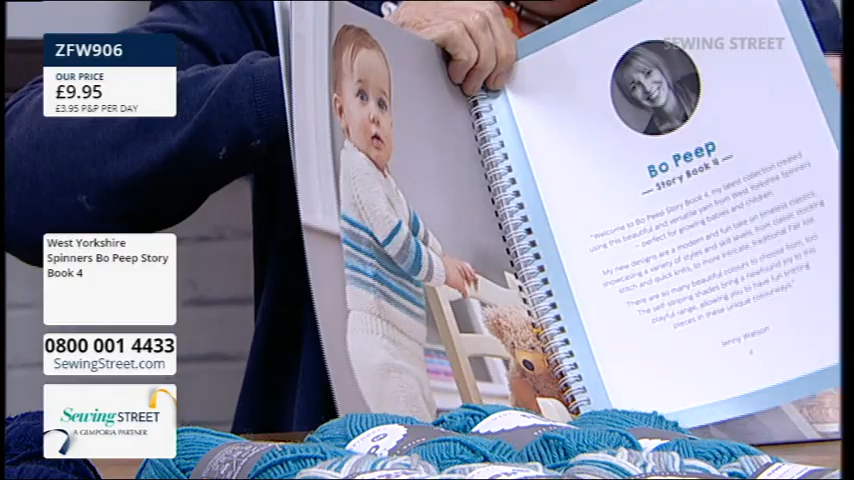 ZFW906
OUR PRICE
£9.95
£3.95 P&P PER DAY
West Yorkshire
Spinners Bo Peep Story
Book 4
0800 001 4433
SewingStreet.com
Sewing STREET
A GEMPORIA PARTNER
SEWING STREET
Bo Peep
Story Book 4
"Welcome to Bo Peep Story Book 4, my latest collection created
using this beautiful and versatile yarn from West Yorkshire Spinners
- perfect for growing babies and children.
My new designs are a modern and fun take on timeless classics,
showcasing a variety of styles and skill levels, from classic stocking
stitch and quick knits, to more intricate, traditional Fair Isle.
There are so many beautiful colours to choose from, too!
The self-striping shades bring a newfound joy to this
playful range, allowing you to have fun knitting
pieces in these unique colourways."
Jenny Watson